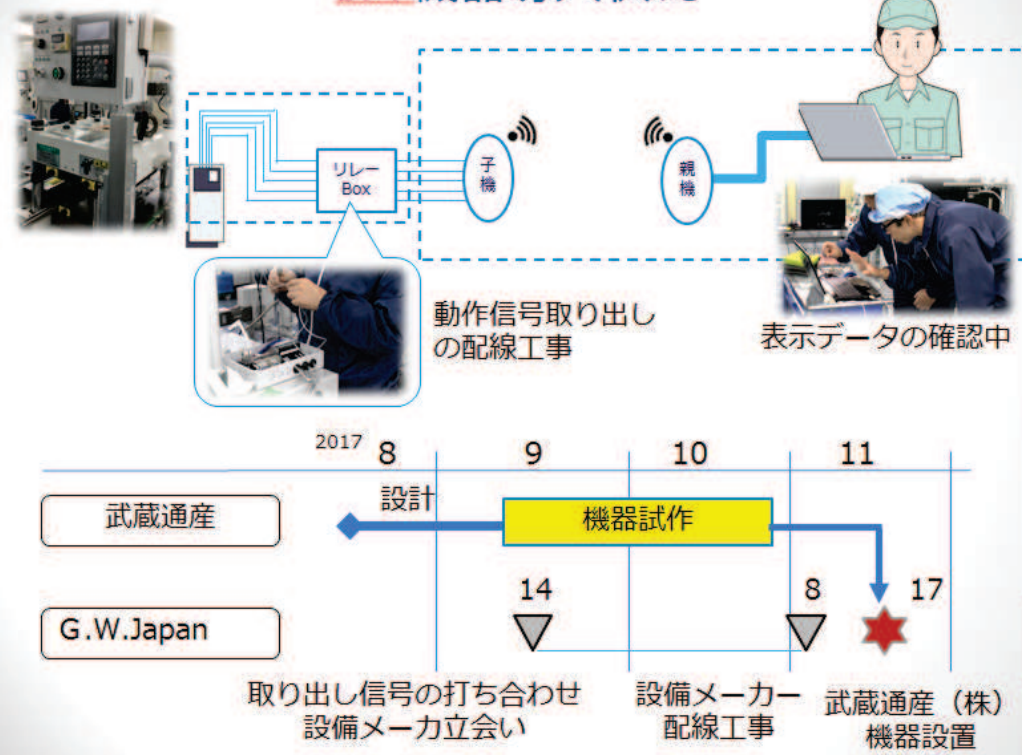 リレー
Box
子
機
親
機
動作信号取り出し
の配線工事
表示データの確認中
2017 8 9 10 11
武蔵通産
設計
機器試作
G.W.Japan
14 8 17
取り出し信号の打ち合わせ
設備メーカ立会い
設備メーカー
配線工事
武蔵通産（株）
機器設置